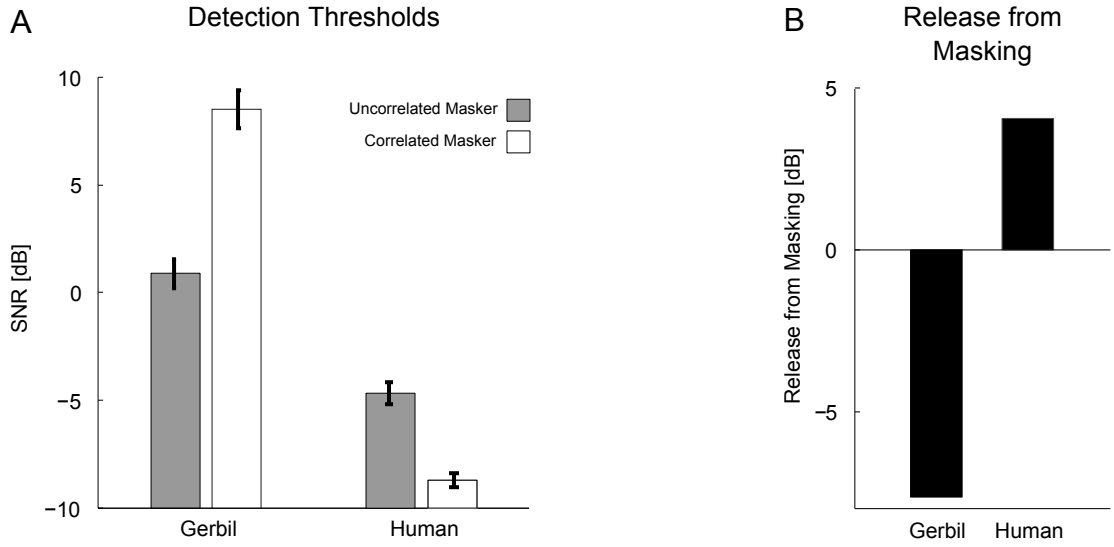 A
Detection Thresholds
10
5
0
−5
−10
SNR [dB]
Uncorrelated Masker
Correlated Masker
Gerbil
Human
B
Release from
Masking
5
0
−5
Release from Masking [dB]
Gerbil
Human